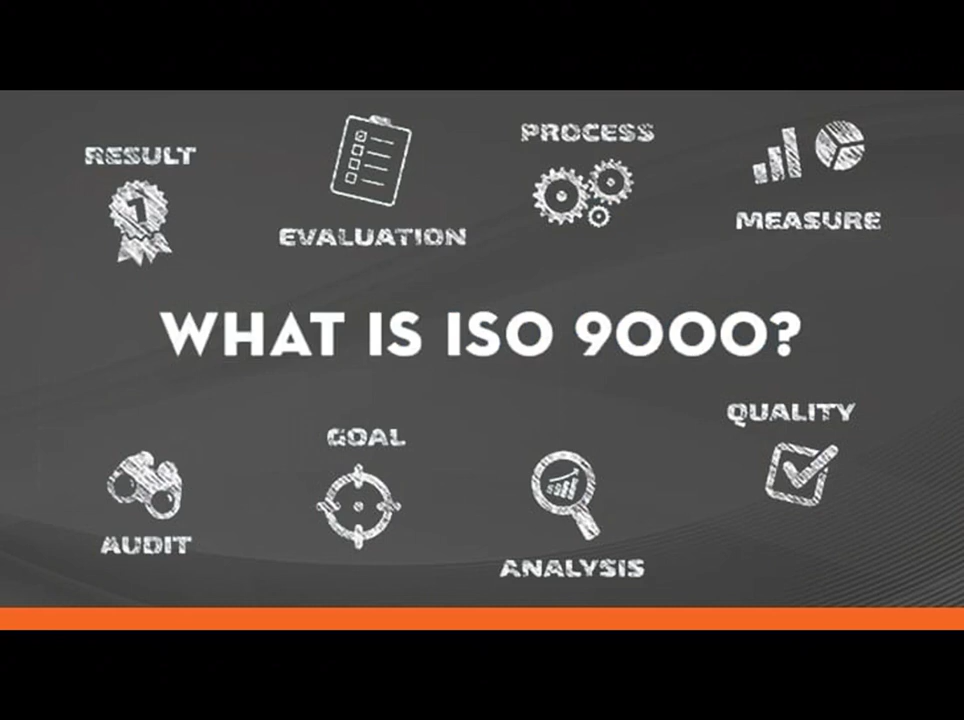 RESULT
EVALUATION
PROCESS
MEASURE
WHAT IS ISO 9000?
AUDIT
GOAL
ANALYSIS
QUALITY